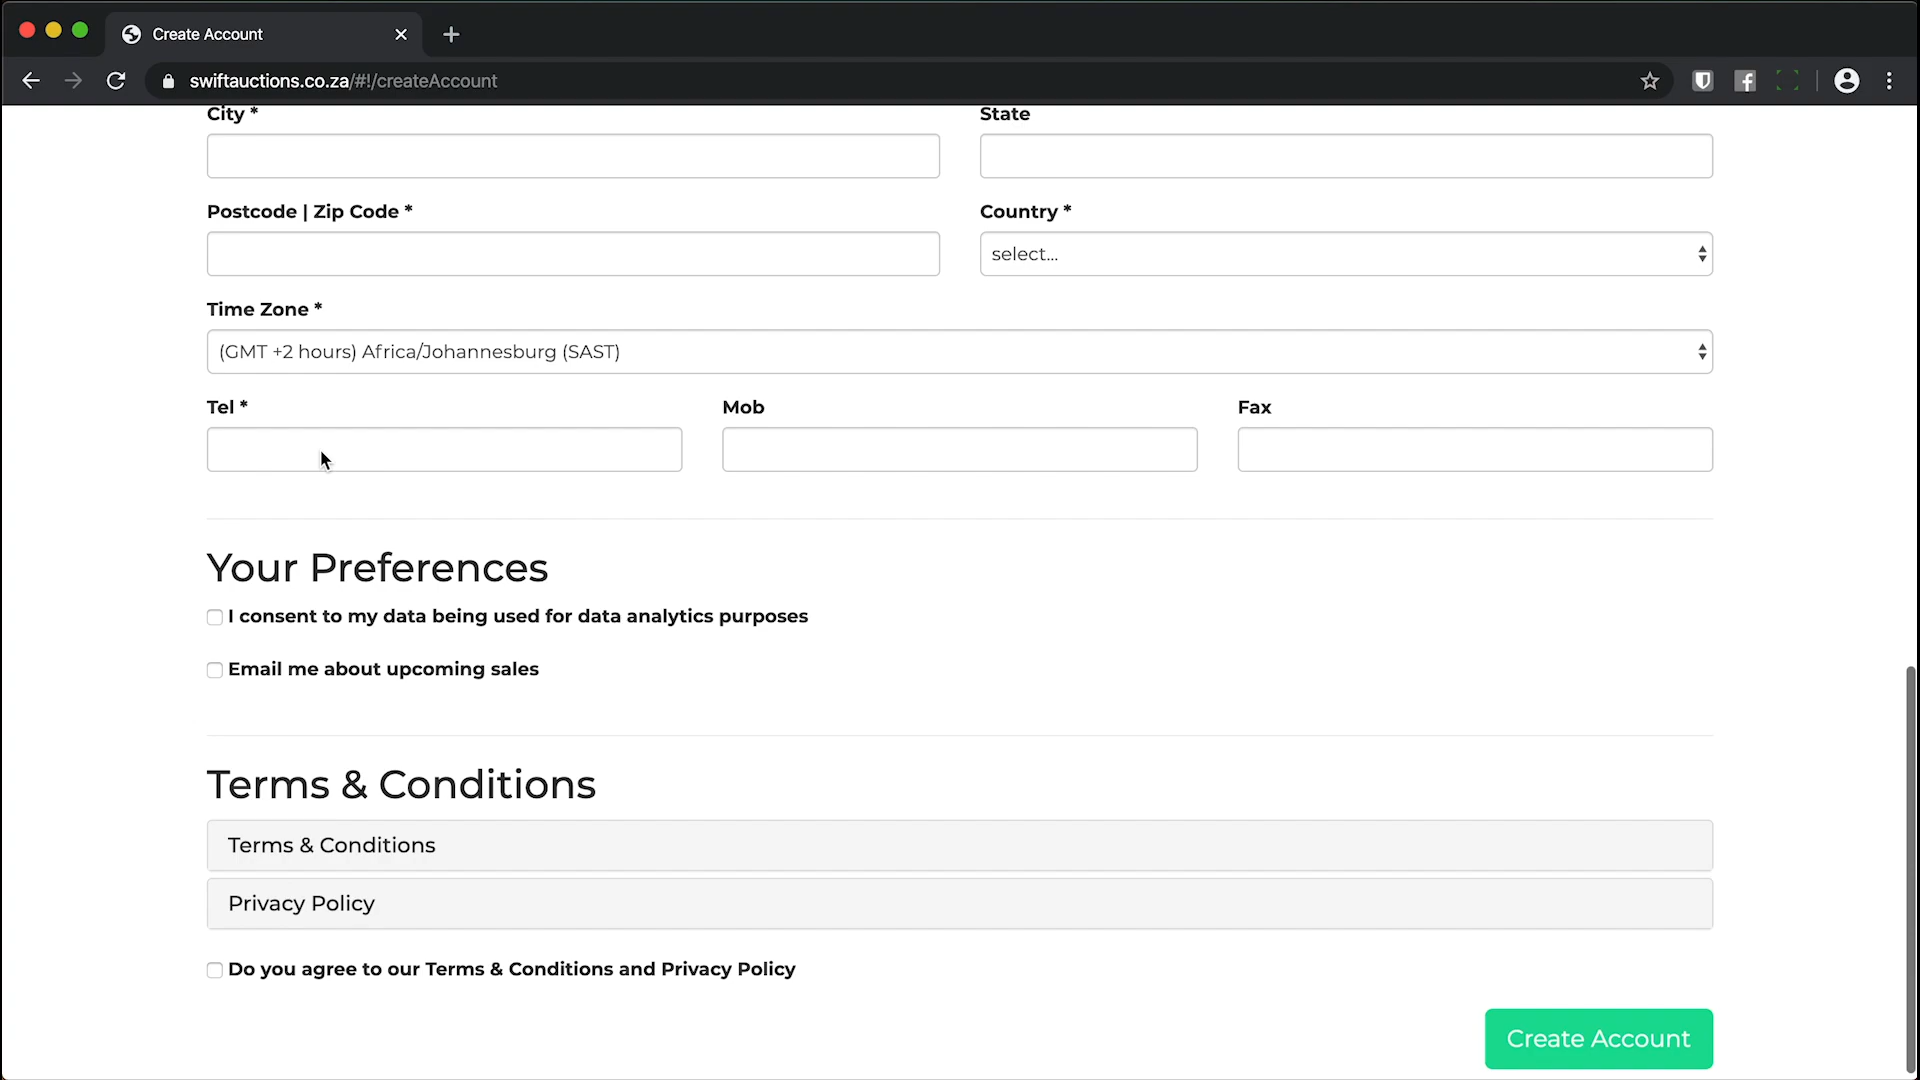 Create Account
swiftauctions.co.za/#!/createAccount
City *
State
Postcode | Zip Code *
Country *
select...
Time Zone *
(GMT +2 hours) Africa/Johannesburg (SAST)
Tel *
Mob
Fax
Your Preferences
I consent to my data being used for data analytics purposes
Email me about upcoming sales
Terms & Conditions
Terms & Conditions
Privacy Policy
Do you agree to our Terms & Conditions and Privacy Policy
Create Account